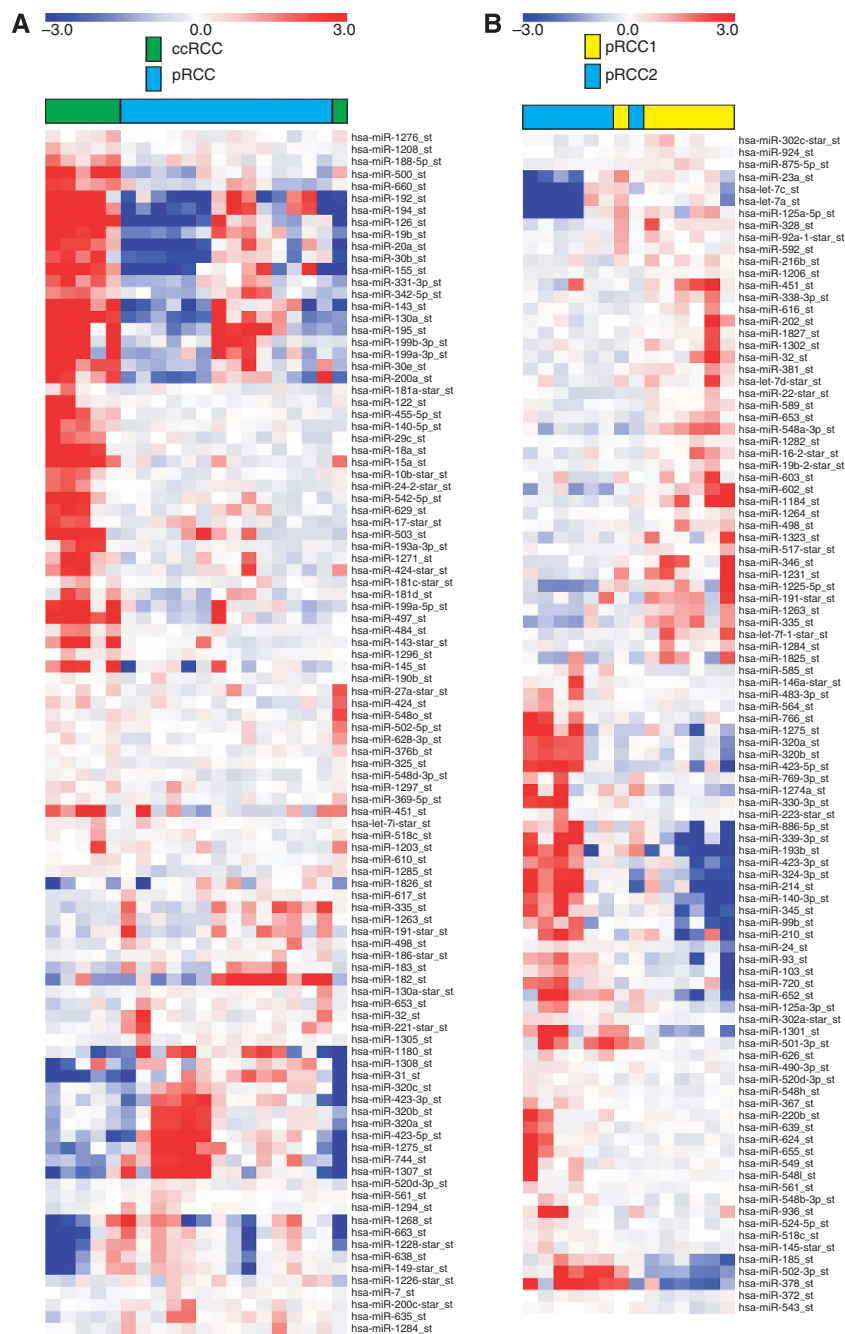 A
−3.0
0.0
3.0
ccRCC
pRCC
hsa-miR-1276_st
hsa-miR-1208_st
hsa-miR-188-5p_st
hsa-miR-500_st
hsa-miR-660_st
hsa-miR-192_st
hsa-miR-194_st
hsa-miR-126_st
hsa-miR-19b_st
hsa-miR-20a_st
hsa-miR-30b_st
hsa-miR-155_st
hsa-miR-331-3p_st
hsa-miR-342-5p_st
hsa-miR-143_st
hsa-miR-130a_st
hsa-miR-195_st
hsa-miR-199b-3p_st
hsa-miR-199a-3p_st
hsa-miR-30e_st
hsa-miR-200a_st
hsa-miR-181a-star_st
hsa-miR-122_st
hsa-miR-455-5p_st
hsa-miR-140-5p_st
hsa-miR-29c_st
hsa-miR-18a_st
hsa-miR-15a_st
hsa-miR-10b-star_st
hsa-miR-24-2-star_st
hsa-miR-542-5p_st
hsa-miR-629_st
hsa-miR-17-star_st
hsa-miR-503_st
hsa-miR-193a-3p_st
hsa-miR-1271_st
hsa-miR-424-star_st
hsa-miR-181c-star_st
hsa-miR-181d_st
hsa-miR-199a-5p_st
hsa-miR-497_st
hsa-miR-484_st
hsa-miR-143-star_st
hsa-miR-1296_st
hsa-miR-145_st
hsa-miR-190b_st
hsa-miR-27a-star_st
hsa-miR-424_st
hsa-miR-548o_st
hsa-miR-502-5p_st
hsa-miR-628-3p_st
hsa-miR-376b_st
hsa-miR-325_st
hsa-miR-548d-3p_st
hsa-miR-1297_st
hsa-miR-369-5p_st
hsa-miR-451_st
hsa-let-7i-star_st
hsa-miR-518c_st
hsa-miR-1203_st
hsa-miR-610_st
hsa-miR-1285_st
hsa-miR-1826_st
hsa-miR-617_st
hsa-miR-335_st
hsa-miR-1263_st
hsa-miR-191-star_st
hsa-miR-498_st
hsa-miR-186-star_st
hsa-miR-183_st
hsa-miR-182_st
hsa-miR-130a-star_st
hsa-miR-653_st
hsa-miR-32_st
hsa-miR-221-star_st
hsa-miR-1305_st
hsa-miR-1180_st
hsa-miR-1308_st
hsa-miR-31_st
hsa-miR-320c_st
hsa-miR-423-3p_st
hsa-miR-320b_st
hsa-miR-320a_st
hsa-miR-423-5p_st
hsa-miR-1275_st
hsa-miR-744_st
hsa-miR-1307_st
hsa-miR-520d-3p_st
hsa-miR-561_st
hsa-miR-1294_st
hsa-miR-1268_st
hsa-miR-663_st
hsa-miR-1228-star_st
hsa-miR-638_st
hsa-miR-149-star_st
hsa-miR-1226-star_st
hsa-miR-7_st
hsa-miR-200c-star_st
hsa-miR-635_st
hsa-miR-1284_st
B
−3.0
0.0
3.0
pRCC1
pRCC2
hsa-miR-302c-star_st
hsa-miR-924_st
hsa-miR-875-5p_st
hsa-miR-23a_st
hsa-let-7c_st
hsa-let-7a_st
hsa-miR-125a-5p_st
hsa-miR-328_st
hsa-miR-92a-1-star_st
hsa-miR-592_st
hsa-miR-216b_st
hsa-miR-1206_st
hsa-miR-451_st
hsa-miR-338-3p_st
hsa-miR-616_st
hsa-miR-202_st
hsa-miR-1827_st
hsa-miR-1302_st
hsa-miR-32_st
hsa-miR-381_st
hsa-let-7d-star_st
hsa-miR-22-star_st
hsa-miR-589_st
hsa-miR-653_st
hsa-miR-548a-3p_st
hsa-miR-1282_st
hsa-miR-16-2-star_st
hsa-miR-19b-2-star_st
hsa-miR-603_st
hsa-miR-602_st
hsa-miR-1184_st
hsa-miR-1264_st
hsa-miR-498_st
hsa-miR-1323_st
hsa-miR-517-star_st
hsa-miR-346_st
hsa-miR-1231_st
hsa-miR-1225-5p_st
hsa-miR-191-star_st
hsa-miR-1263_st
hsa-miR-335_st
hsa-let-7f-1-star_st
hsa-miR-1284_st
hsa-miR-1825_st
hsa-miR-585_st
hsa-miR-146a-star_st
hsa-miR-483-3p_st
hsa-miR-564_st
hsa-miR-766_st
hsa-miR-1275_st
hsa-miR-320a_st
hsa-miR-320b_st
hsa-miR-423-5p_st
hsa-miR-769-3p_st
hsa-miR-1274a_st
hsa-miR-330-3p_st
hsa-miR-223-star_st
hsa-miR-886-5p_st
hsa-miR-339-3p_st
hsa-miR-193b_st
hsa-miR-423-3p_st
hsa-miR-324-3p_st
hsa-miR-214_st
hsa-miR-140-3p_st
hsa-miR-345_st
hsa-miR-99b_st
hsa-miR-210_st
hsa-miR-24_st
hsa-miR-93_st
hsa-miR-103_st
hsa-miR-720_st
hsa-miR-652_st
hsa-miR-125a-3p_st
hsa-miR-302a-star_st
hsa-miR-1301_st
hsa-miR-501-3p_st
hsa-miR-626_st
hsa-miR-490-3p_st
hsa-miR-520d-3p_st
hsa-miR-548h_st
hsa-miR-367_st
hsa-miR-220b_st
hsa-miR-639_st
hsa-miR-624_st
hsa-miR-655_st
hsa-miR-549_st
hsa-miR-548l_st
hsa-miR-561_st
hsa-miR-548b-3p_st
hsa-miR-936_st
hsa-miR-524-5p_st
hsa-miR-518c_st
hsa-miR-145-star_st
hsa-miR-185_st
hsa-miR-502-3p_st
hsa-miR-378_st
hsa-miR-372_st
hsa-miR-543_st